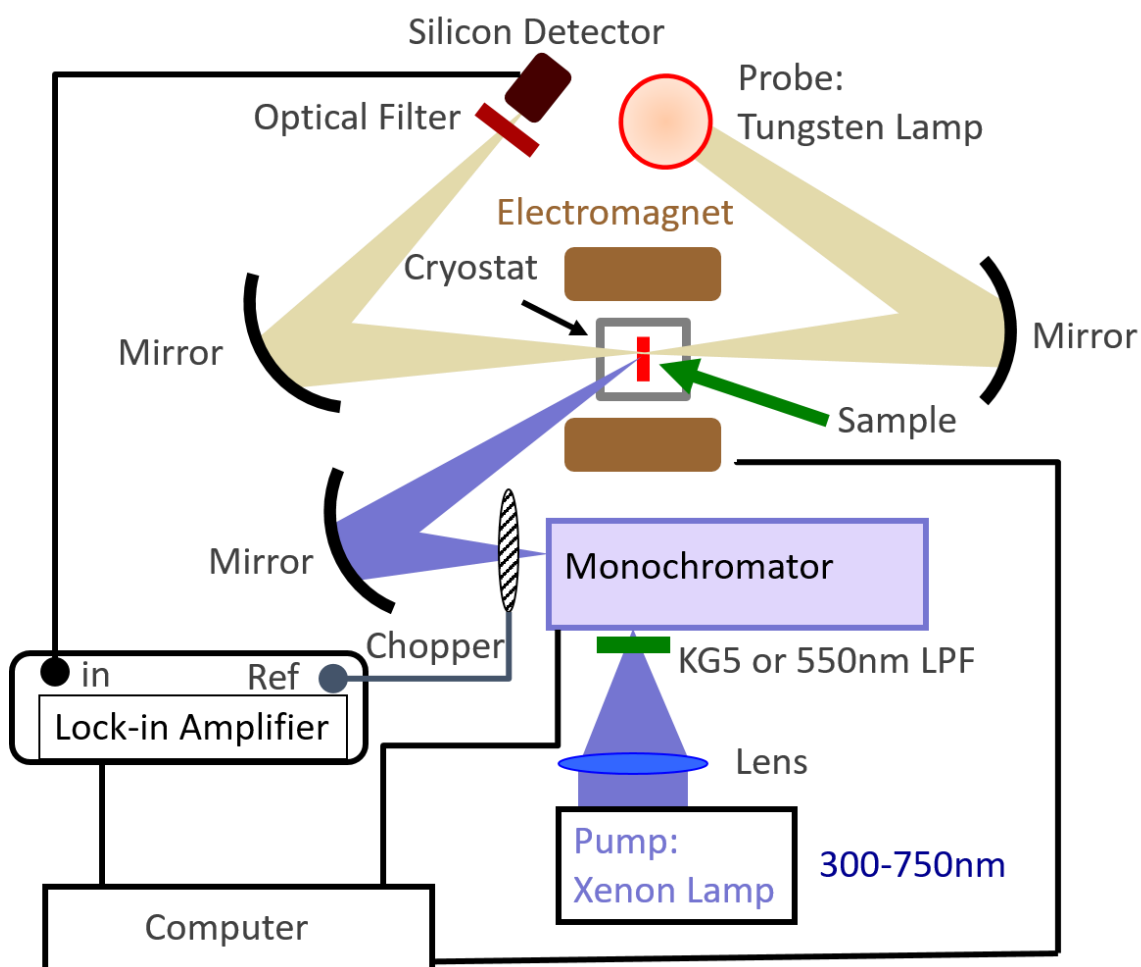 Silicon Detector
Probe:
Tungsten Lamp
Optical Filter
Electromagnet
Cryostat
Mirror
Mirror
Sample
Mirror
Monochromator
Chopper
KG5 or 550nm LPF
in
Ref
Lock-in Amplifier
Lens
Pump:
Xenon Lamp
300-750nm
Computer